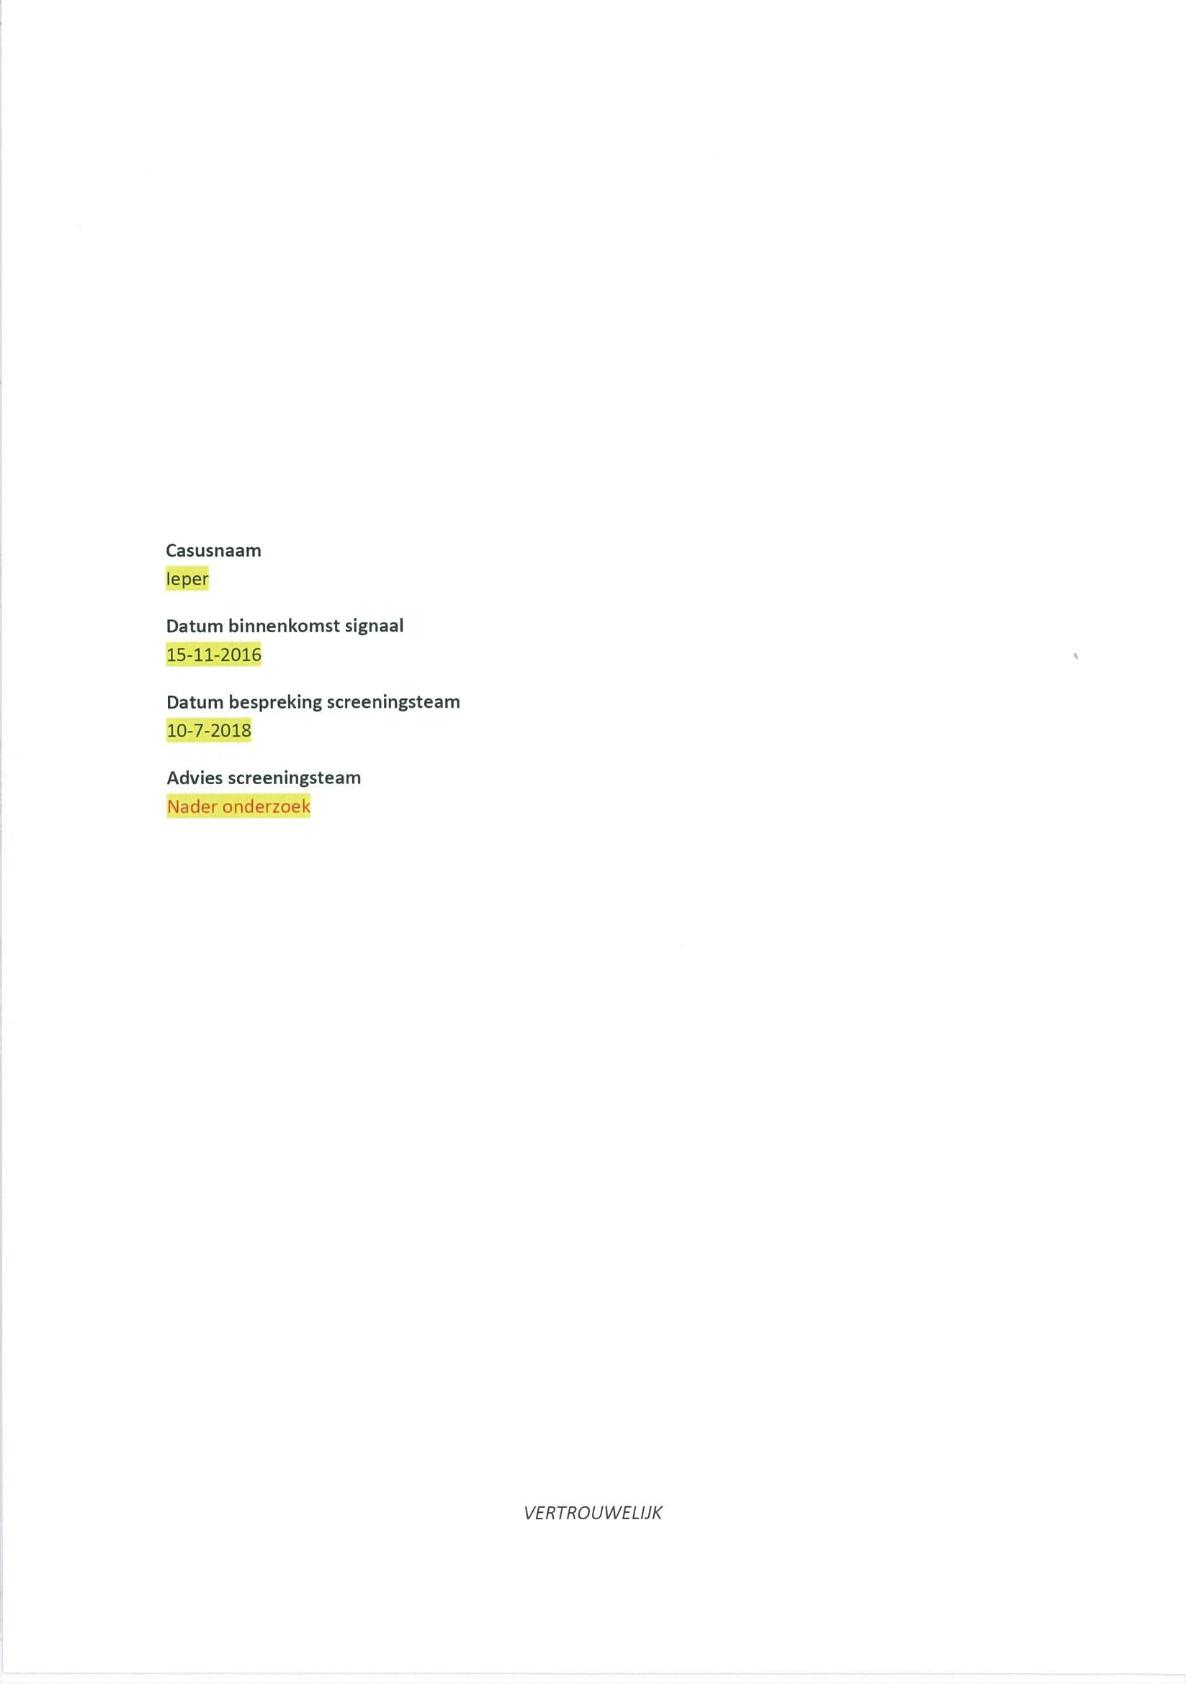 Casusnaam
Ieper
Datum binnenkomst signaal
15-11-2016
Datum bespreking screeningsteam
10-7-2018
Advies screeningsteam
Nader onderzoek
VERTROUWELIJK